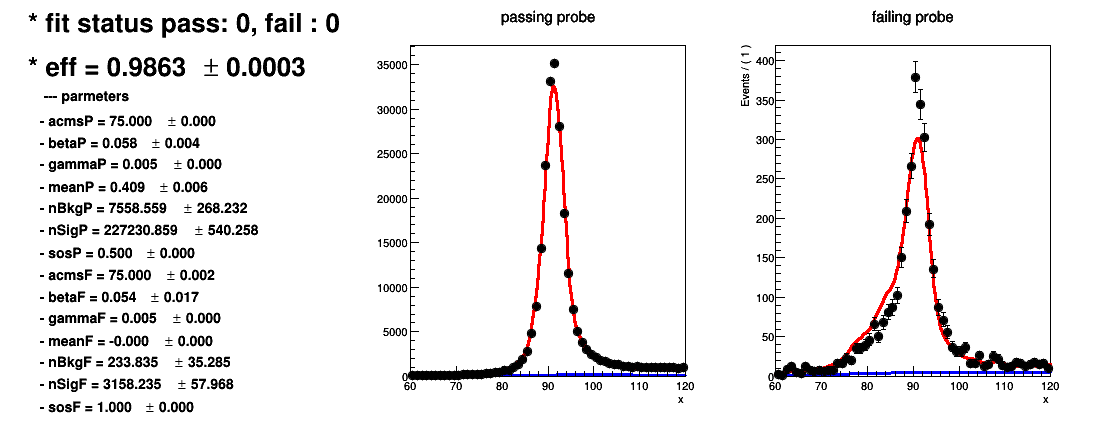 * fit status pass: 0, fail : 0
* eff = 0.9863 ± 0.0003
--- parmeters
- acmsP = 75.000 ± 0.000
- betaP = 0.058 ± 0.004
- gammaP = 0.005 ± 0.000
- meanP = 0.409 ± 0.006
- nBkgP = 7558.559 ± 268.232
- nSigP = 227230.859 ± 540.258
- sosP = 0.500 ± 0.000
- acmsF = 75.000 ± 0.002
- betaF = 0.054 ± 0.017
- gammaF = 0.005 ± 0.000
- meanF = -0.000 ± 0.000
- nBkgF = 233.835 ± 35.285
- nSigF = 3158.235 ± 57.968
- sosF = 1.000 ± 0.000
passing probe
35000
30000
25000
20000
15000
10000
5000
0
60 70 80 90 100 110 120
x
failing probe
Events / ( 1 )
400
350
300
250
200
150
100
50
0
60 70 80 90 100 110 120
x